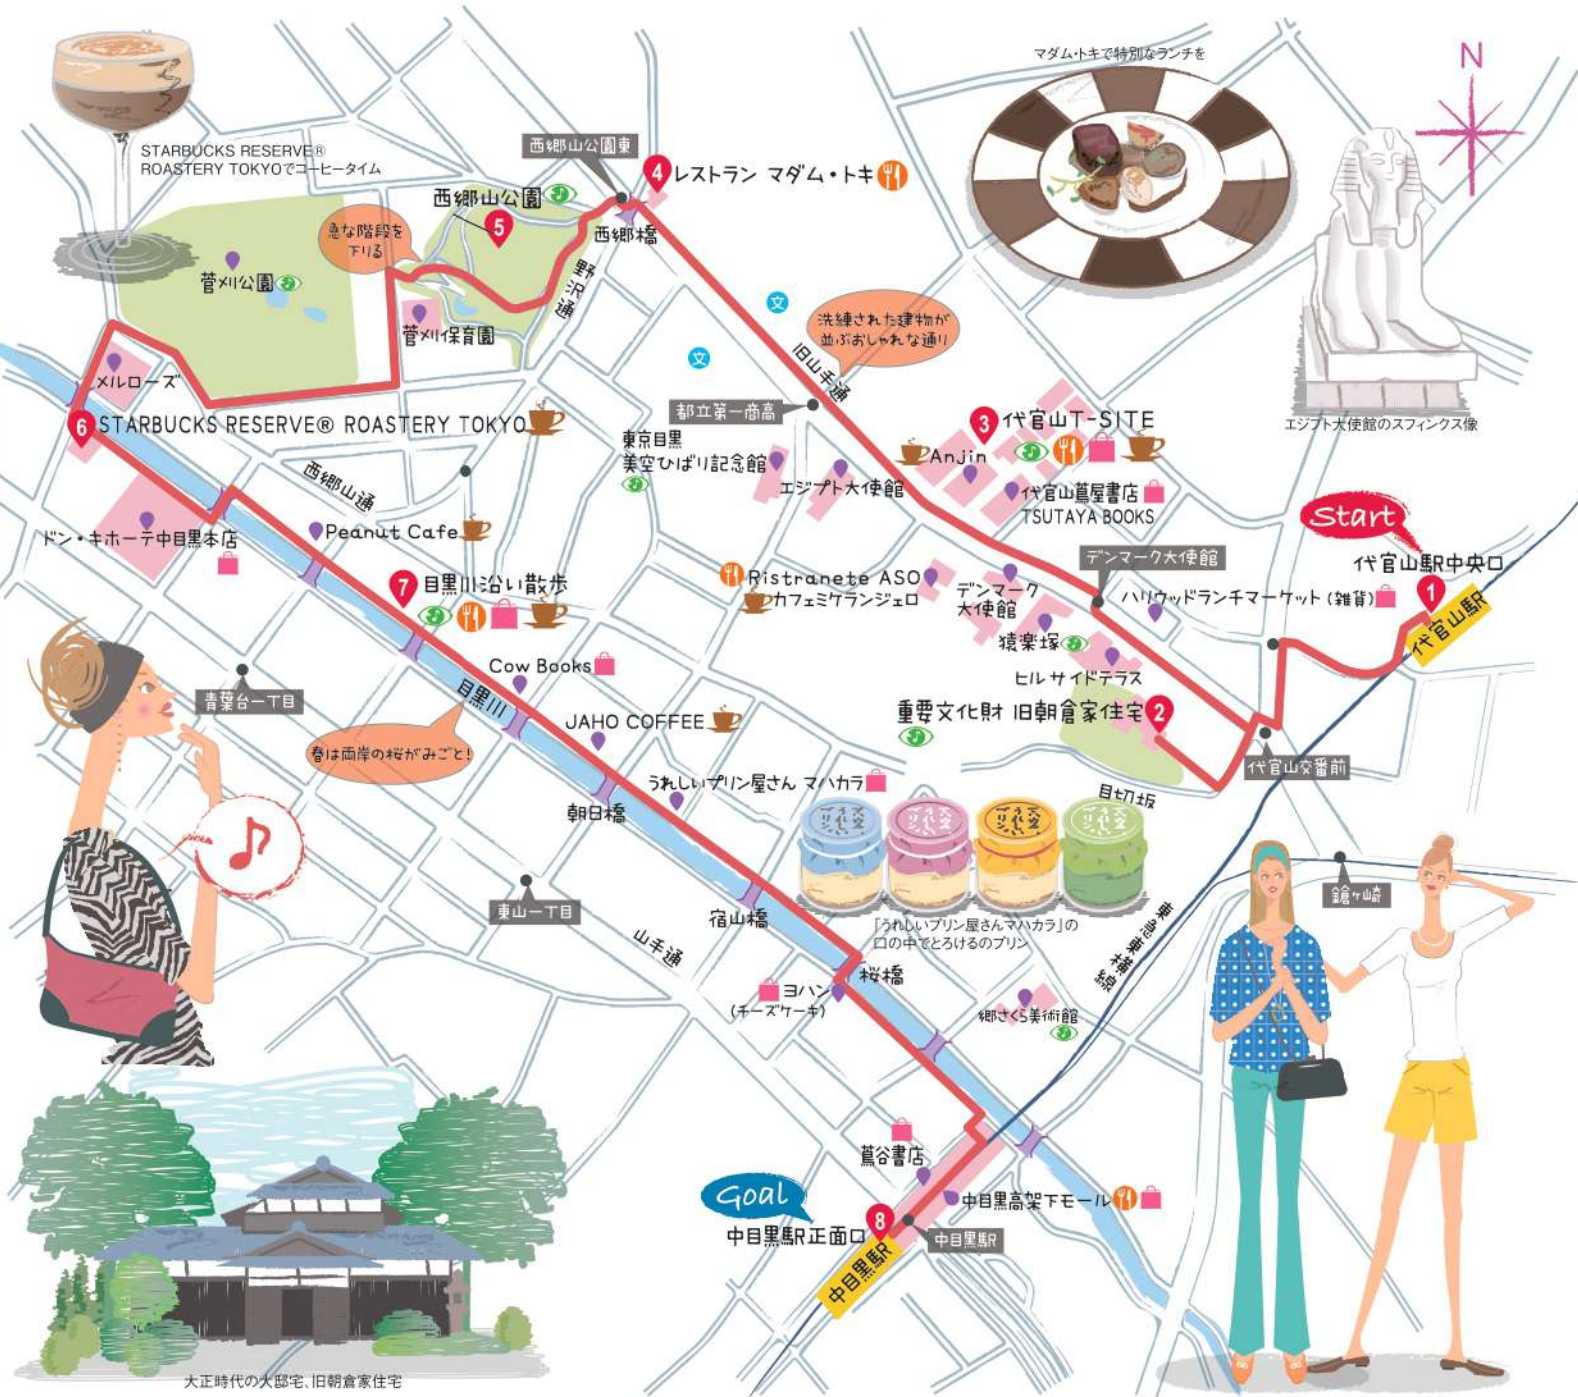 マダム・トキで特別なランチを
N
STARBUCKS RESERVE®
ROASTERY TOKYOでコーヒータイム
西郷山公園東
4
レストラン マダム・トキ
西郷山公園
5
急な階段を
下りる
西郷橋
菅刈公園
野沢通
菅刈保育園
文
文
洗練された建物が
並ぶおしゃれな通り
旧山手通
メルローズ
都立第一商高
エジプト大使館のスフィンクス像
6
STARBUCKS RESERVE® ROASTERY TOKYO
3
代官山T-SITE
東京目黒
美空ひばり記念館
Anjin
エジプト大使館
西郷山通
代官山蔦屋書店
TSUTAYA BOOKS
Start
代官山駅中央口
1
代官山駅
ドン・キホーテ中目黒本店
Peanut Cafe
デンマーク大使館
7
目黒川沿い散歩
Ristranete ASO
カフェミケランジェロ
デンマーク
大使館
ハリウッドランチマーケット (雑貨)
猿楽塚
Cow Books
ヒルサイドテラス
目黒川
青葉台一丁目
JAHO COFFEE
重要文化財 旧朝倉家住宅
2
春は両岸の桜がみごと!
代官山交番前
うれしいプリン屋さん マハカラ
目切坂
朝日橋
鎗ヶ崎
東山一丁目
宿山橋
「うれしいプリン屋さんマハカラ」の
口の中でとろけるのプリン
東急東横線
山手通
桜橋
ヨハン
(チーズケーキ)
郷さくら美術館
蔦谷書店
Goal
中目黒高架下モール
中目黒駅正面口
8
中目黒駅
中目黒駅
大正時代の大邸宅、旧朝倉家住宅